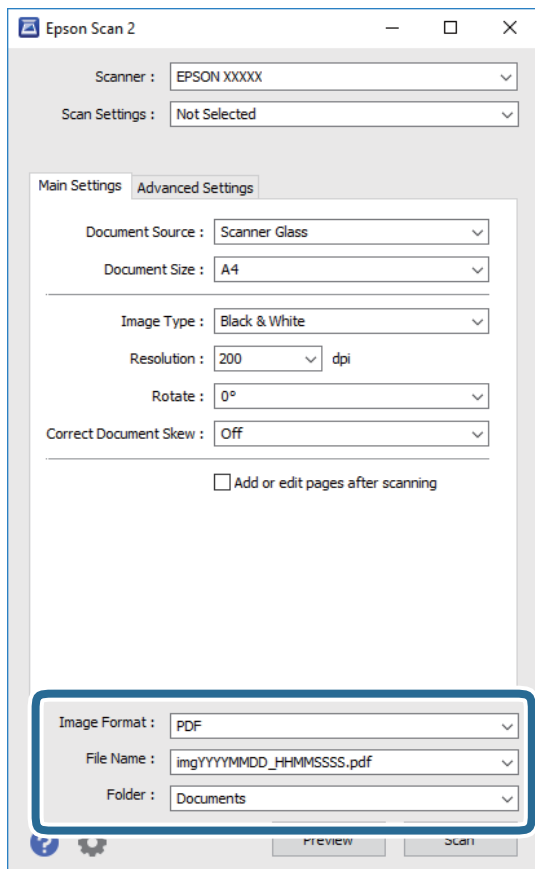 Epson Scan 2
Scanner : EPSON XXXXX
Scan Settings : Not Selected
Main Settings Advanced Settings
Document Source : Scanner Glass
Document Size : A4
Image Type : Black & White
Resolution : 200 dpi
Rotate : 0°
Correct Document Skew : Off
Add or edit pages after scanning
Image Format : PDF
File Name : imgYYYYMMDD_HHMMSSSS.pdf
Folder : Documents
? Preview Scan